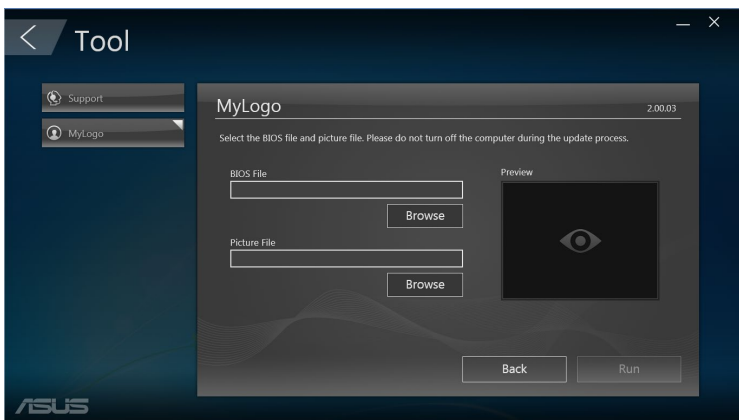 Tool
Support
MyLogo
MyLogo 2.00.03
Select the BIOS file and picture file. Please do not turn off the computer during the update process.
BIOS File
Preview
Browse
Picture File
Browse
Back
Run
ASUS